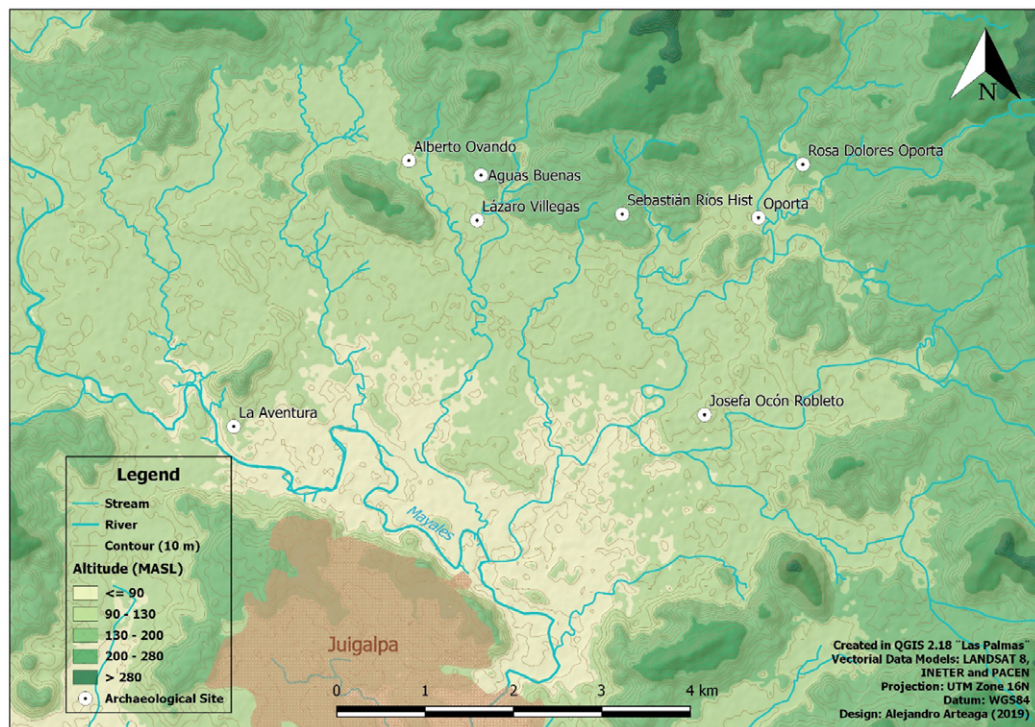 N
Alberto Ovando
Rosa Dolores Oporta
Aguas Buenas
Sebastián Ríos Hist
Oporta
Lázaro Villegas
Josefa Ocón Robleto
La Aventura
Mayales
Juigalpa
Legend
Stream
River
Contour (10 m)
Altitude (MASL)
<= 90
90 - 130
130 - 200
200 - 280
> 280
Archaeological Site
0 1 2 3 4 km
Created in QGIS 2.18 ¨Las Palmas¨
Vectorial Data Models: LANDSAT 8,
INETER and PACEN
Projection: UTM Zone 16N
Datum: WGS84
Design: Alejandro Arteaga (2019)